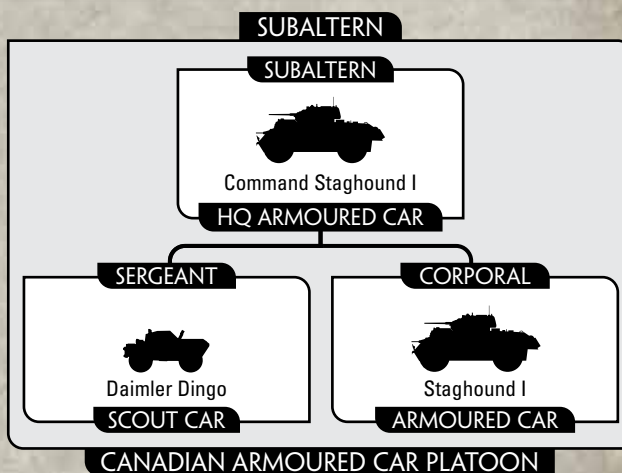 SUBALTERN
SUBALTERN
Command Staghound I
HQ ARMOURED CAR
SERGEANT
Daimler Dingo
SCOUT CAR
CORPORAL
Staghound I
ARMOURED CAR
CANADIAN ARMOURED CAR PLATOON